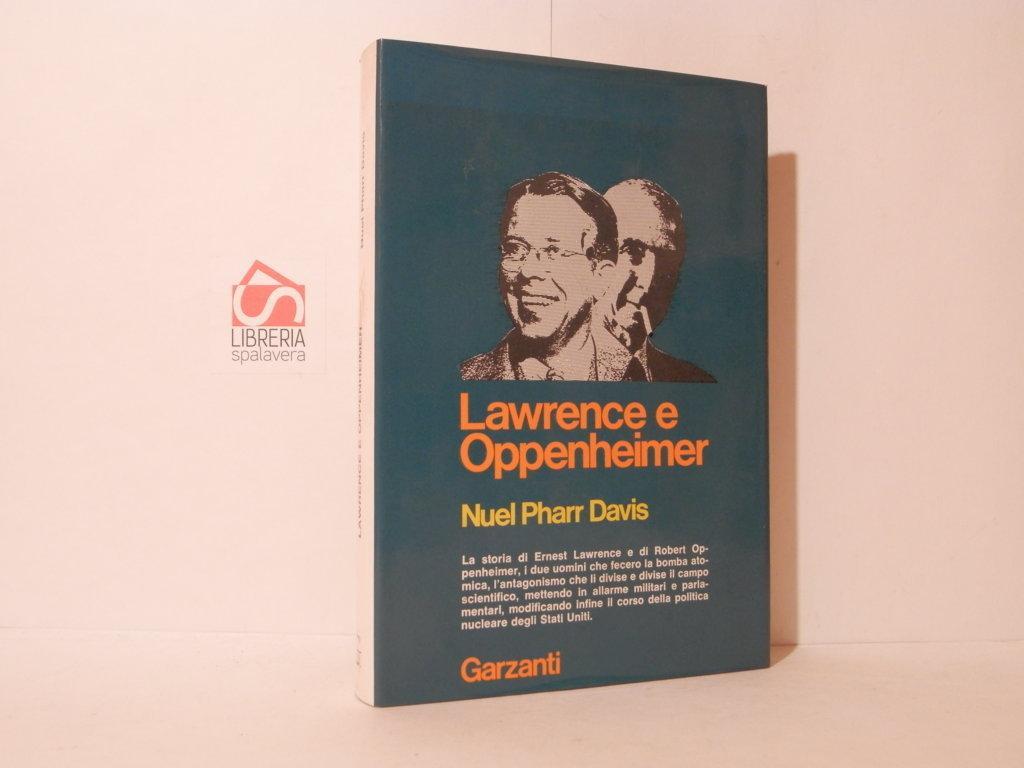 LIBRERIA
spalavera
Nuel Pharr Davis
LAWRENCE E OPPENHEIMER
Lawrence e
Oppenheimer
Nuel Pharr Davis
La storia di Ernest Lawrence e di Robert Op-
penheimer, i due uomini che fecero la bomba ato-
mica, l'antagonismo che li divise e divise il campo
scientifico, mettendo in allarme militari e parla-
mentari, modificando infine il corso della politica
nucleare degli Stati Uniti.
Garzanti